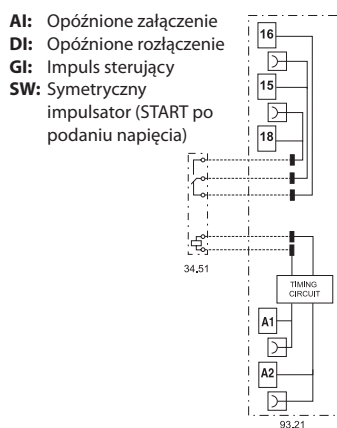 AI: Opóźnione załączenie
DI: Opóźnione rozłączenie
GI: Impuls sterujący
SW: Symetryczny
impulsator (START po
podaniu napięcia)
16
15
18
34.51
TIMING
CIRCUIT
A1
A2
93.21